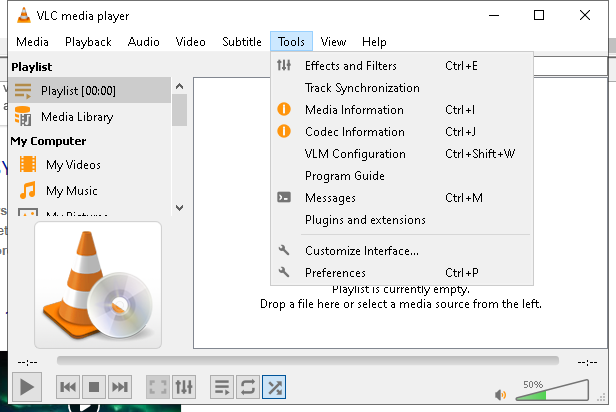 VLC media player
Media Playback Audio Video Subtitle Tools View Help
Playlist
Playlist [00:00]
Media Library
My Computer
My Videos
My Music
My Pictures
Effects and Filters Ctrl+E
Track Synchronization
Media Information Ctrl+I
Codec Information Ctrl+J
VLM Configuration Ctrl+Shift+W
Program Guide
Messages Ctrl+M
Plugins and extensions
Customize Interface...
Preferences Ctrl+P
Playlist is currently empty.
Drop a file here or select a media source from the left.
--:-- --:--
50%